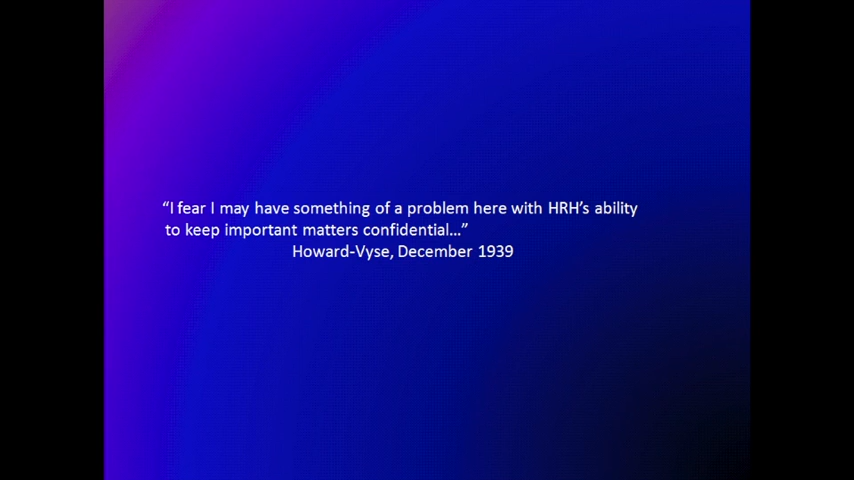 “I fear I may have something of a problem here with HRH’s ability
to keep important matters confidential...”
Howard-Vyse, December 1939